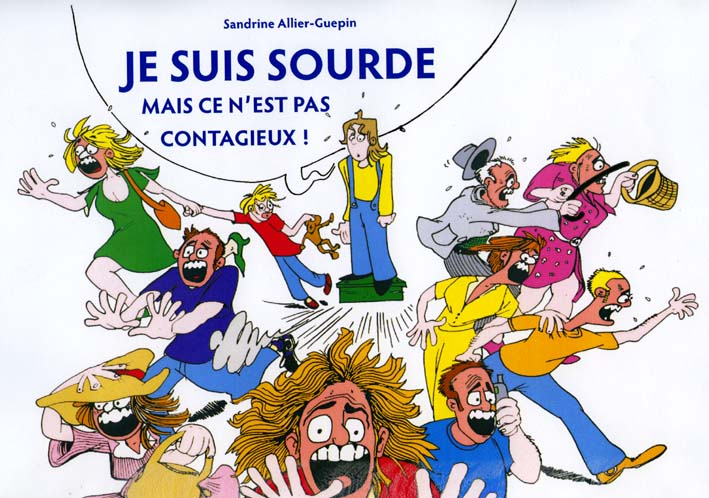 Sandrine Allier-Guepin
JE SUIS SOURDE
MAIS CE N'EST PAS
CONTAGIEUX !